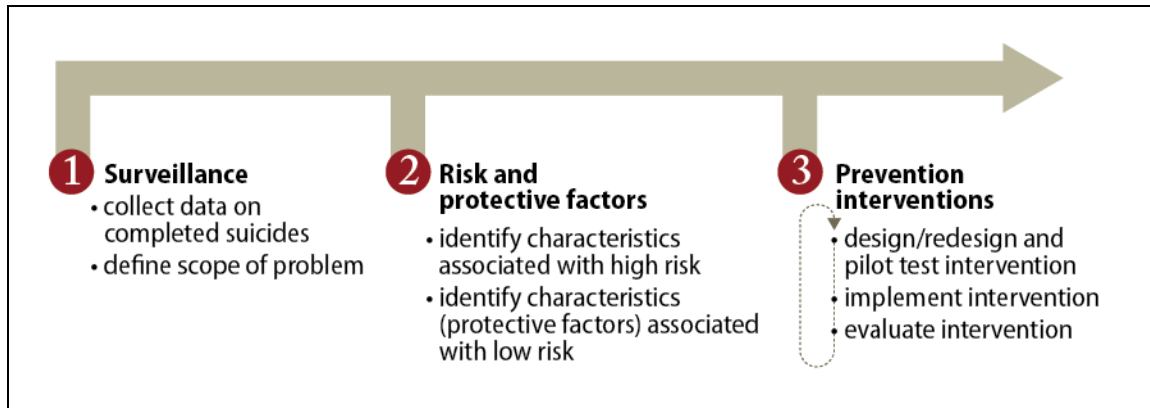 1 Surveillance
• collect data on
completed suicides
• define scope of problem
2 Risk and
protective factors
• identify characteristics
associated with high risk
• identify characteristics
(protective factors) associated
with low risk
3 Prevention
interventions
• design/redesign and
pilot test intervention
• implement intervention
• evaluate intervention